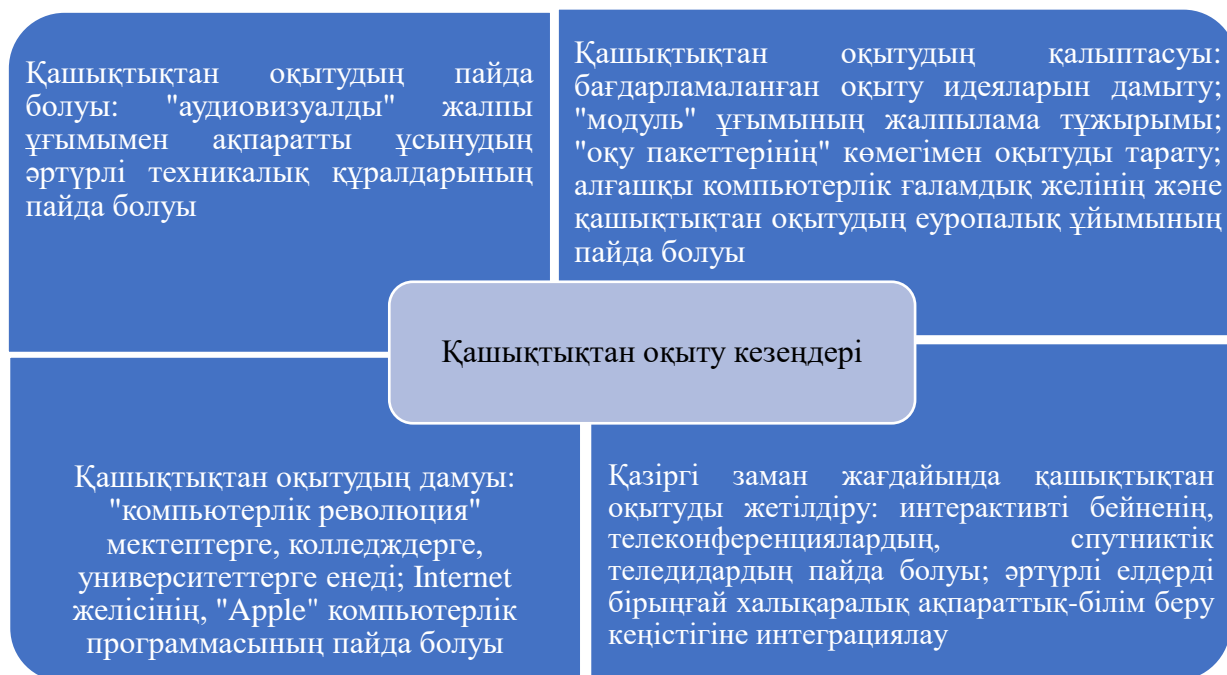 Қашықтықтан оқытудың пайда
болуы: "аудиовизуалды" жалпы
ұғымымен ақпаратты ұсынудың
әртүрлі техникалық құралдарының
пайда болуы
Қашықтықтан оқытудың қалыптасуы:
бағдарламаланған оқыту идеяларын дамыту;
"модуль" ұғымының жалпылама тұжырымы;
"оқу пакеттерінің" көмегімен оқытуды тарату;
алғашқы компьютерлік ғаламдық желінің және
қашықтықтан оқытудың еуропалық ұйымының
пайда болуы
Қашықтықтан оқыту кезеңдері
Қашықтықтан оқытудың дамуы:
"компьютерлік революция"
мектептерге, колледждерге,
университеттерге енеді; Internet
желісінің, "Apple" компьютерлік
программасының пайда болуы
Қазіргі заман жағдайында қашықтықтан
оқытуды жетілдіру: интерактивті бейненің,
телеконференциялардың, спутниктік
теледидардың пайда болуы; әртүрлі елдерді
бірыңғай халықаралық ақпараттық-білім беру
кеңістігіне интеграциялау